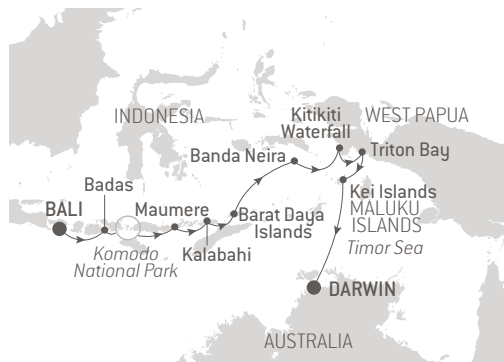 INDONESIA
Kitikiti
Waterfall
WEST PAPUA
Banda Neira
Triton Bay
Badas
Kei Islands
BALI
Maumere
MALUKU
ISLANDS
Barat Daya
Islands
Komodo
National Park
Kalabahi
Timor Sea
DARWIN
AUSTRALIA